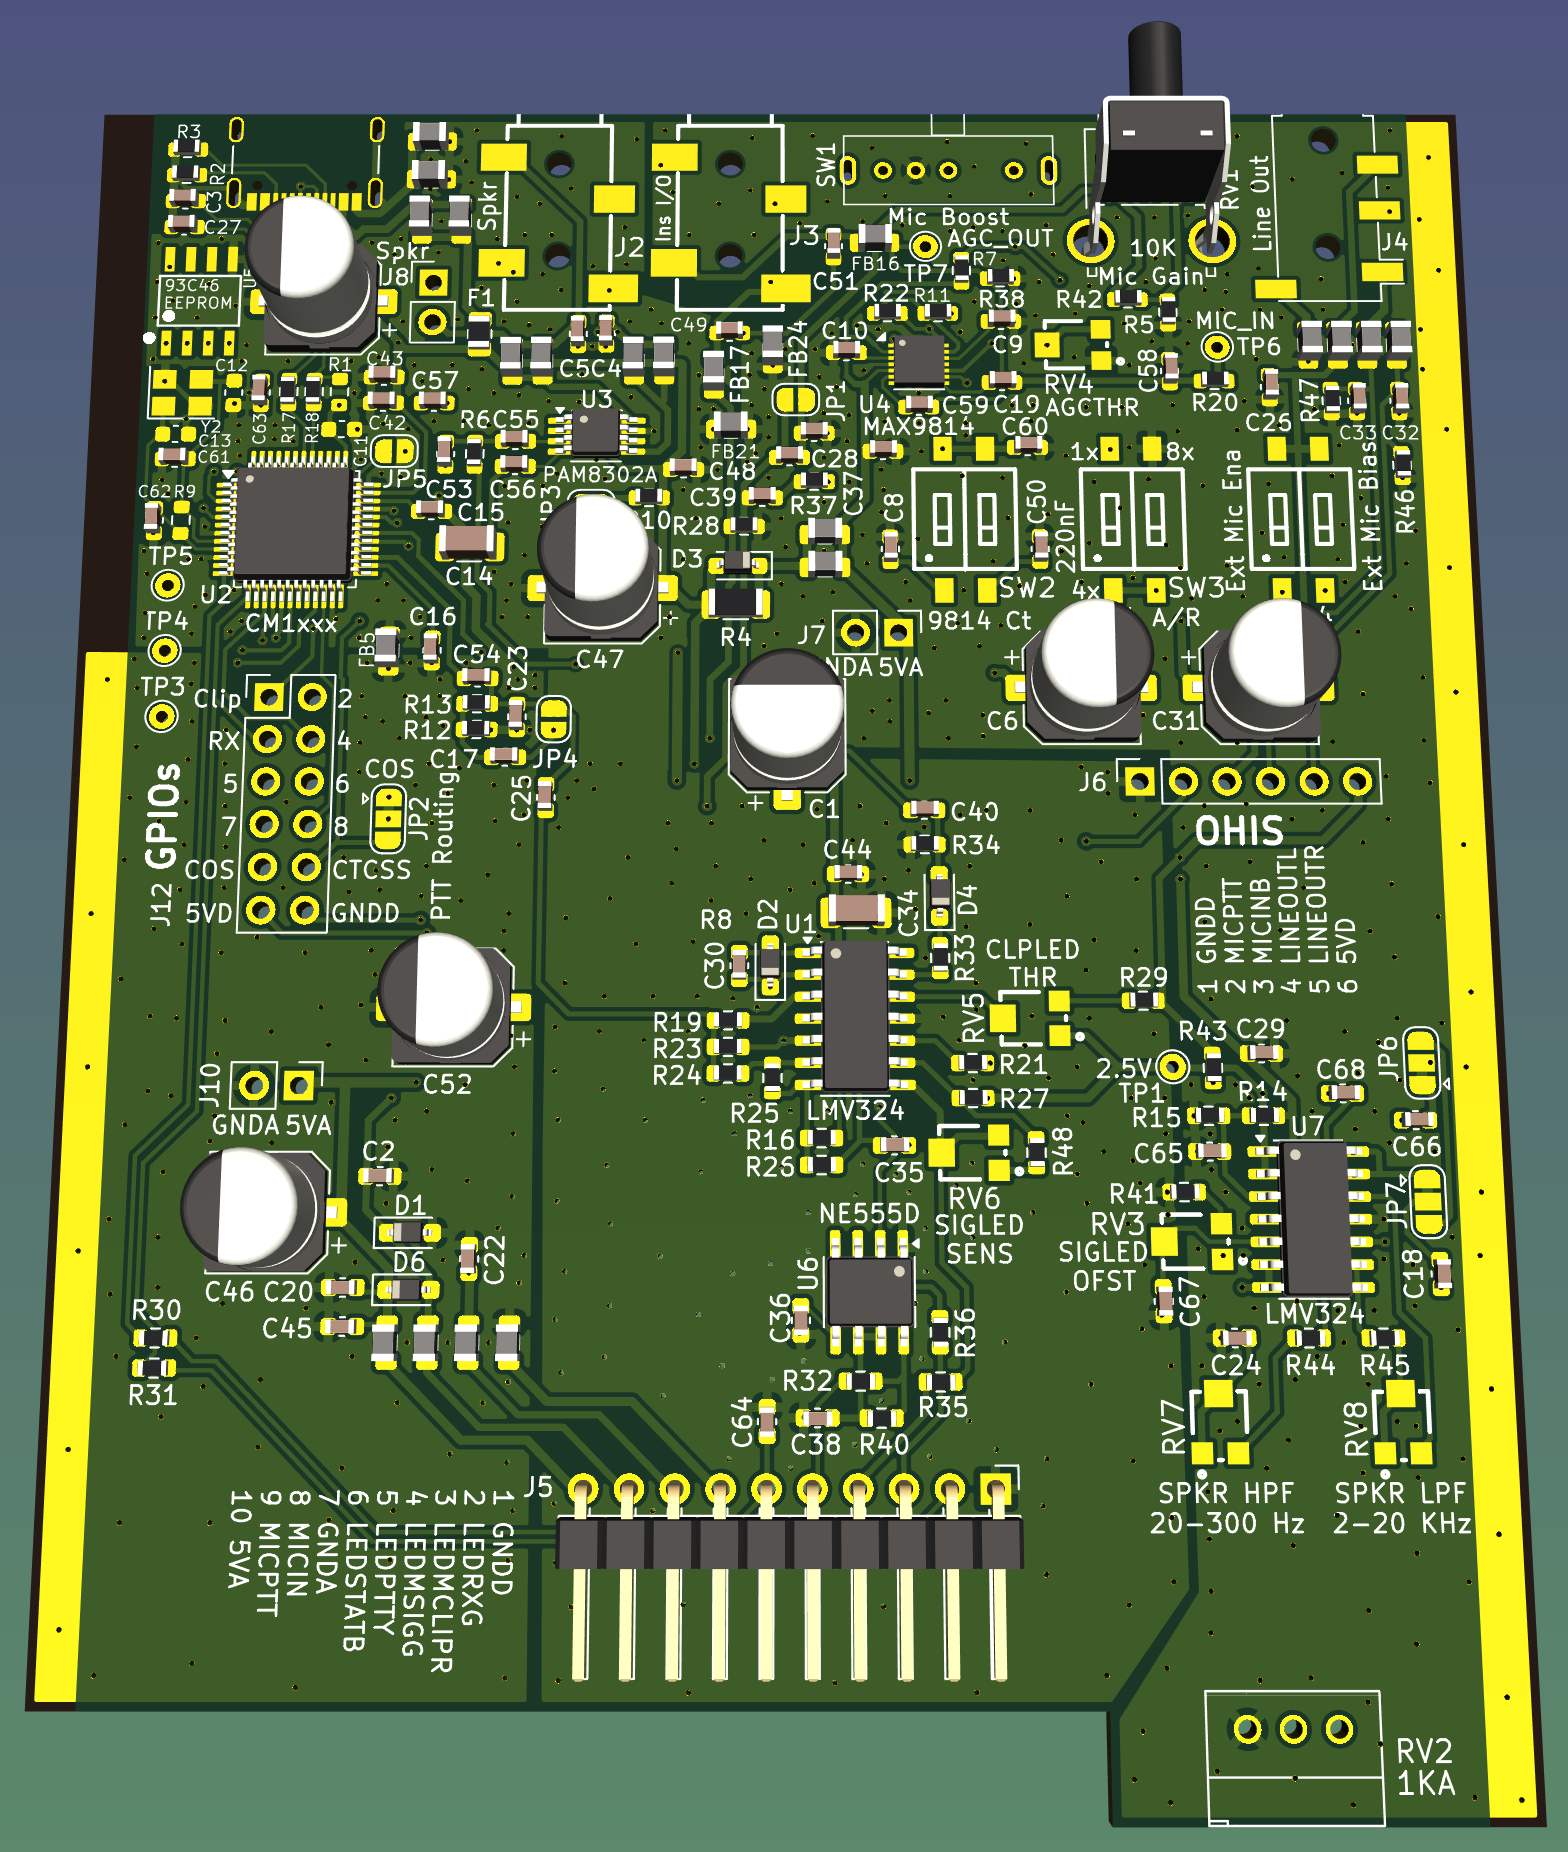 R3
R2
C3
C27
Spkr
Ins I/O
SW1
RV1
Line Out
Spkr
J8
J2
J3
Mic Boost
AGC_OUT
TP7
R7
10K
Mic Gain
J4
93C46
EEPROM
UF
+
F1
C51
FB16
R22
R11
R38
R42
R5
MIC_IN
TP6
C49
FB17
FB24
C10
C9
RV4
AGCTHR
C58
R20
C12
R1
C43
C57
C5
C4
U3
JP1
U4
MAX9814
C59
C19
C60
C26
R47
C33
C32
C63
R17
R18
C42
C11
Y2
C13
C61
JP5
R6
C55
C56
PAM8302A
FB21
C48
C28
1x
8x
Ext Mic Ena
Ext Mic Bias
R46
C62
R9
C53
C15
C14
JP3
10
C39
R37
C37
R28
C8
C50
220nF
D3
TP5
U2
CM1xxx
TP4
R4
SW2
9814 Ct
4x
SW3
A/R
J7
NDA
5VA
C47
+
FB5
C16
C54
C23
R13
R12
C17
JP4
TP3
Clip
2
RX
4
5
6
7
8
COS
CTCSS
5VD
GNDD
J12
GPIOs
COS
JP2
PTT Routing
C25
+
C1
+
C6
+
C31
J6
OHIS
1 GNDD
2 MICPTT
3 MICINB
4 LINEOUTL
5 LINEOUTR
6 5VD
C40
R34
C44
C34
D4
R8
D2
U1
C30
R33
CLPLED
THR
RV5
R29
R19
R23
R24
R25
LMV324
R21
R27
2.5V
TP1
R43
C29
JP6
C68
J10
GNDA
5VA
+
C52
R15
R14
U7
C66
R16
R26
C35
R48
C65
RV6
SIGLED
SENS
R41
JP7
NE555D
RV3
SIGLED
OFST
C2
D1
D6
C22
+
C46
C20
C45
U6
C36
R36
C67
C18
LMV324
R30
R31
R32
R35
C24
R44
R45
C64
C38
R40
RV7
RV8
SPKR HPF
20-300 Hz
SPKR LPF
2-20 KHz
J5
1 GNDD
2 LEDRXG
3 LEDMCLIPR
4 LEDMSIGG
5 LEDPTTY
6 LEDSTATB
7 GNDA
8 MICIN
9 MICPTT
10 5VA
RV2
1KA